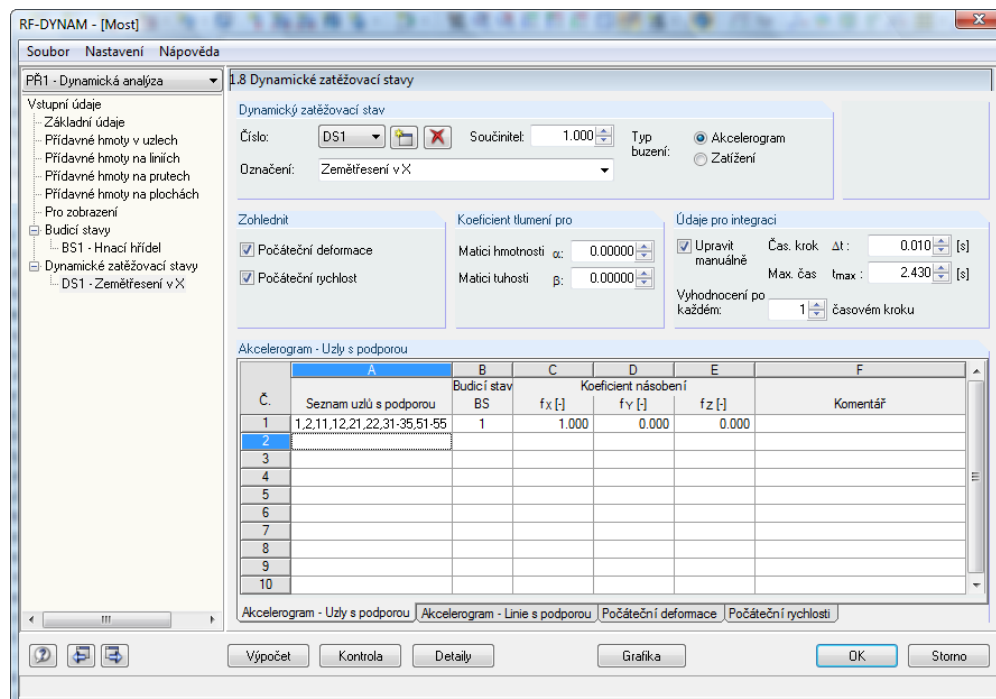 RF-DYNAM - [Most]
Soubor Nastavení Nápověda
PŘ1 - Dynamická analýza
Vstupní údaje
Základní údaje
Přídavné hmoty v uzlech
Přídavné hmoty na liniích
Přídavné hmoty na prutech
Přídavné hmoty na plochách
Pro zobrazení
Budicí stavy
BS1 - Hnací hřídel
Dynamické zatěžovací stavy
DS1 - Zemětřesení v X
1.8 Dynamické zatěžovací stavy
Dynamický zatěžovací stav
Číslo: DS1 Součinitel: 1.000 Typ buzení: Akcelerogram
Zatížení
Označení: Zemětřesení v X
Zohlednit
Počáteční deformace
Počáteční rychlost
Koeficient tlumení pro
Matici hmotnosti α: 0.00000
Matici tuhosti β: 0.00000
Údaje pro integraci
Upravit manuálně
Čas. krok Δt : 0.010 [s]
Max. čas tmax : 2.430 [s]
Vyhodnocení po každém: 1 časovém kroku
Akcelerogram - Uzly s podporou
A B C D E F
Č. Seznam uzlů s podporou Budicí stav BS Koeficient násobení Komentář
fX [-] fY [-] fZ [-]
1 1,2,11,12,21,22,31-35,51-55 1 1.000 0.000 0.000
2
3
4
5
6
7
8
9
10
Akcelerogram - Uzly s podporou Akcelerogram - Linie s podporou Počáteční deformace Počáteční rychlosti
Výpočet Kontrola Detaily Grafika OK Storno